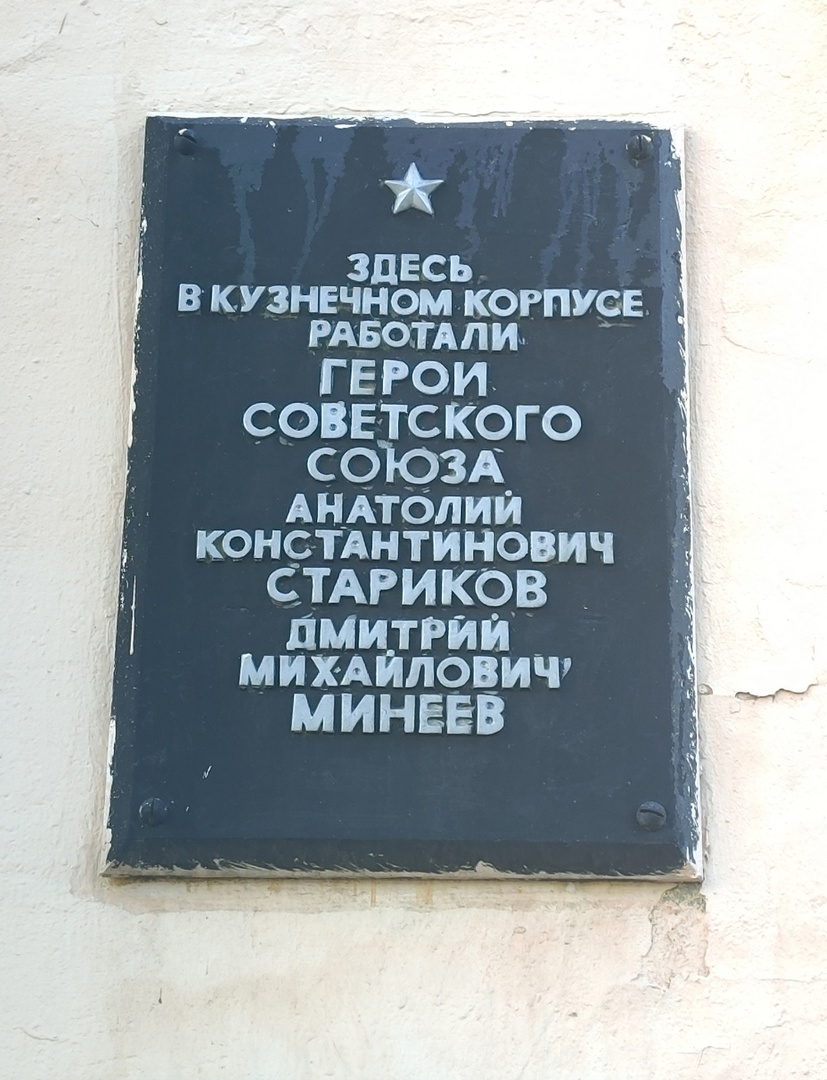 ЗДЕСЬ
В КУЗНЕЧНОМ КОРПУСЕ
РАБОТАЛИ
ГЕРОИ
СОВЕТСКОГО
СОЮЗА
АНАТОЛИЙ
КОНСТАНТИНОВИЧ
СТАРИКОВ
ДМИТРИЙ
МИХАЙЛОВИЧ
МИНЕЕВ